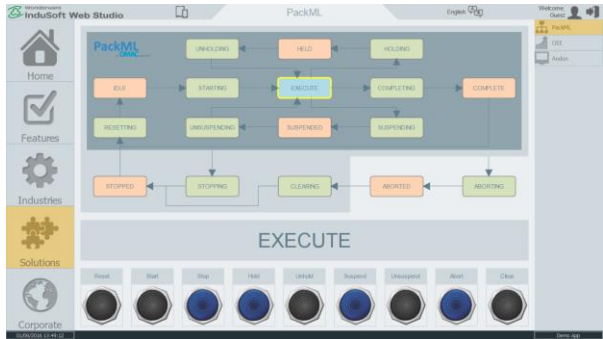 Wonderware
InduSoft Web Studio
PackML
English
Welcome,
Guest
Home
Features
Industries
Solutions
Corporate
PackML
OMAC
UNHOLDING
HELD
HOLDING
IDLE
STARTING
EXECUTE
COMPLETING
COMPLETE
RESETTING
UNSUSPENDING
SUSPENDED
SUSPENDING
STOPPED
STOPPING
CLEARING
ABORTED
ABORTING
EXECUTE
Reset
Start
Stop
Hold
Unhold
Suspend
Unsuspend
Abort
Clear
PackML
OEE
Andon
Demo app